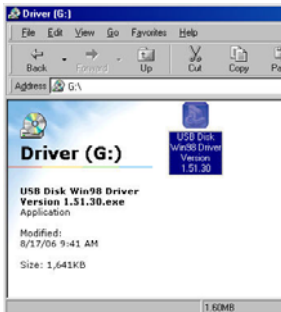 Driver (G:)
File Edit View Go Favorites Help
Back Forward Up Cut Copy
Address G:\
Driver (G:)
USB Disk Win98 Driver
Version 1.51.30.exe
Application
Modified:
8/17/06 9:41 AM
Size: 1,641KB
USB Disk
Win98 Driver
Version
1.51.30
1.60MB